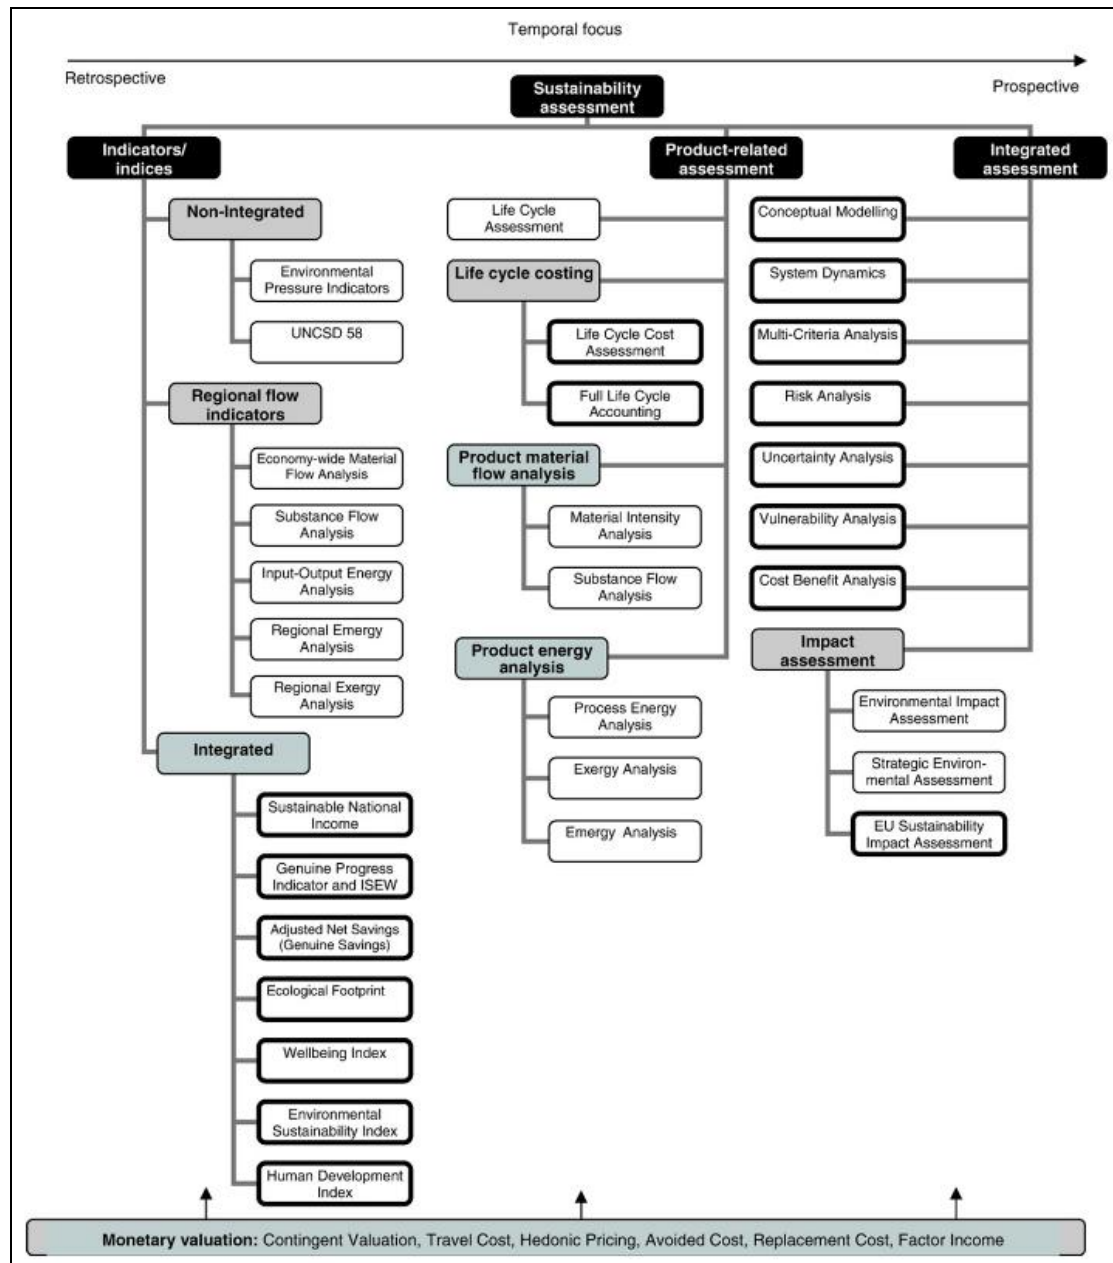 Temporal focus
Retrospective
Prospective
Sustainability
assessment
Indicators/
indices
Product-related
assessment
Integrated
assessment
Non-Integrated
Environmental
Pressure Indicators
UNCSD 58
Regional flow
indicators
Economy-wide Material
Flow Analysis
Substance Flow
Analysis
Input-Output Energy
Analysis
Regional Emergy
Analysis
Regional Exergy
Analysis
Integrated
Sustainable National
Income
Genuine Progress
Indicator and ISEW
Adjusted Net Savings
(Genuine Savings)
Ecological Footprint
Wellbeing Index
Environmental
Sustainability Index
Human Development
Index
Life Cycle
Assessment
Life cycle costing
Life Cycle Cost
Assessment
Full Life Cycle
Accounting
Product material
flow analysis
Material Intensity
Analysis
Substance Flow
Analysis
Product energy
analysis
Process Energy
Analysis
Exergy Analysis
Emergy Analysis
Conceptual Modelling
System Dynamics
Multi-Criteria Analysis
Risk Analysis
Uncertainty Analysis
Vulnerability Analysis
Cost Benefit Analysis
Impact
assessment
Environmental Impact
Assessment
Strategic Environ-
mental Assessment
EU Sustainability
Impact Assessment
Monetary valuation: Contingent Valuation, Travel Cost, Hedonic Pricing, Avoided Cost, Replacement Cost, Factor Income